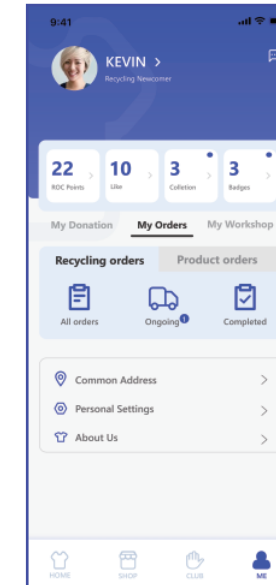 9:41
KEVIN >
Recycling Newcomer
22 10 3 3
ROC Points Like Colletion Badges
My Donation My Orders My Workshop
Recycling orders Product orders
All orders Ongoing 1 Completed
Common Address
Personal Settings
About Us
HOME SHOP CLUB ME